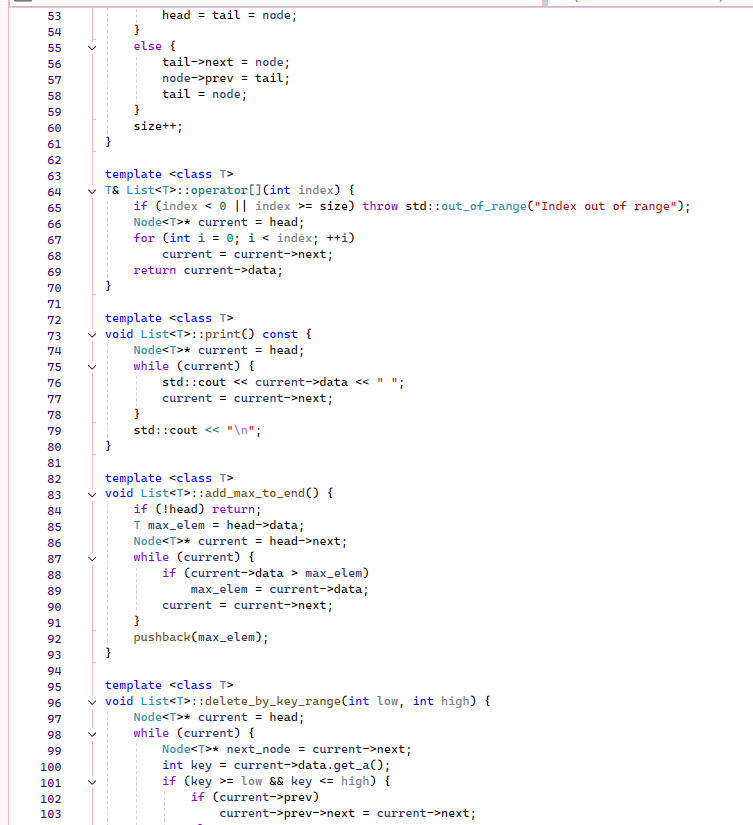 53 head = tail = node;
54 }
55 else {
56 tail->next = node;
57 node->prev = tail;
58 tail = node;
59 }
60 size++;
61 }
62
63 template <class T>
64 T& List<T>::operator[](int index) {
65 if (index < 0 || index >= size) throw std::out_of_range("Index out of range");
66 Node<T>* current = head;
67 for (int i = 0; i < index; ++i)
68 current = current->next;
69 return current->data;
70 }
71
72 template <class T>
73 void List<T>::print() const {
74 Node<T>* current = head;
75 while (current) {
76 std::cout << current->data << " ";
77 current = current->next;
78 }
79 std::cout << "\n";
80 }
81
82 template <class T>
83 void List<T>::add_max_to_end() {
84 if (!head) return;
85 T max_elem = head->data;
86 Node<T>* current = head->next;
87 while (current) {
88 if (current->data > max_elem)
89 max_elem = current->data;
90 current = current->next;
91 }
92 pushback(max_elem);
93 }
94
95 template <class T>
96 void List<T>::delete_by_key_range(int low, int high) {
97 Node<T>* current = head;
98 while (current) {
99 Node<T>* next_node = current->next;
100 int key = current->data.get_a();
101 if (key >= low && key <= high) {
102 if (current->prev)
103 current->prev->next = current->next;